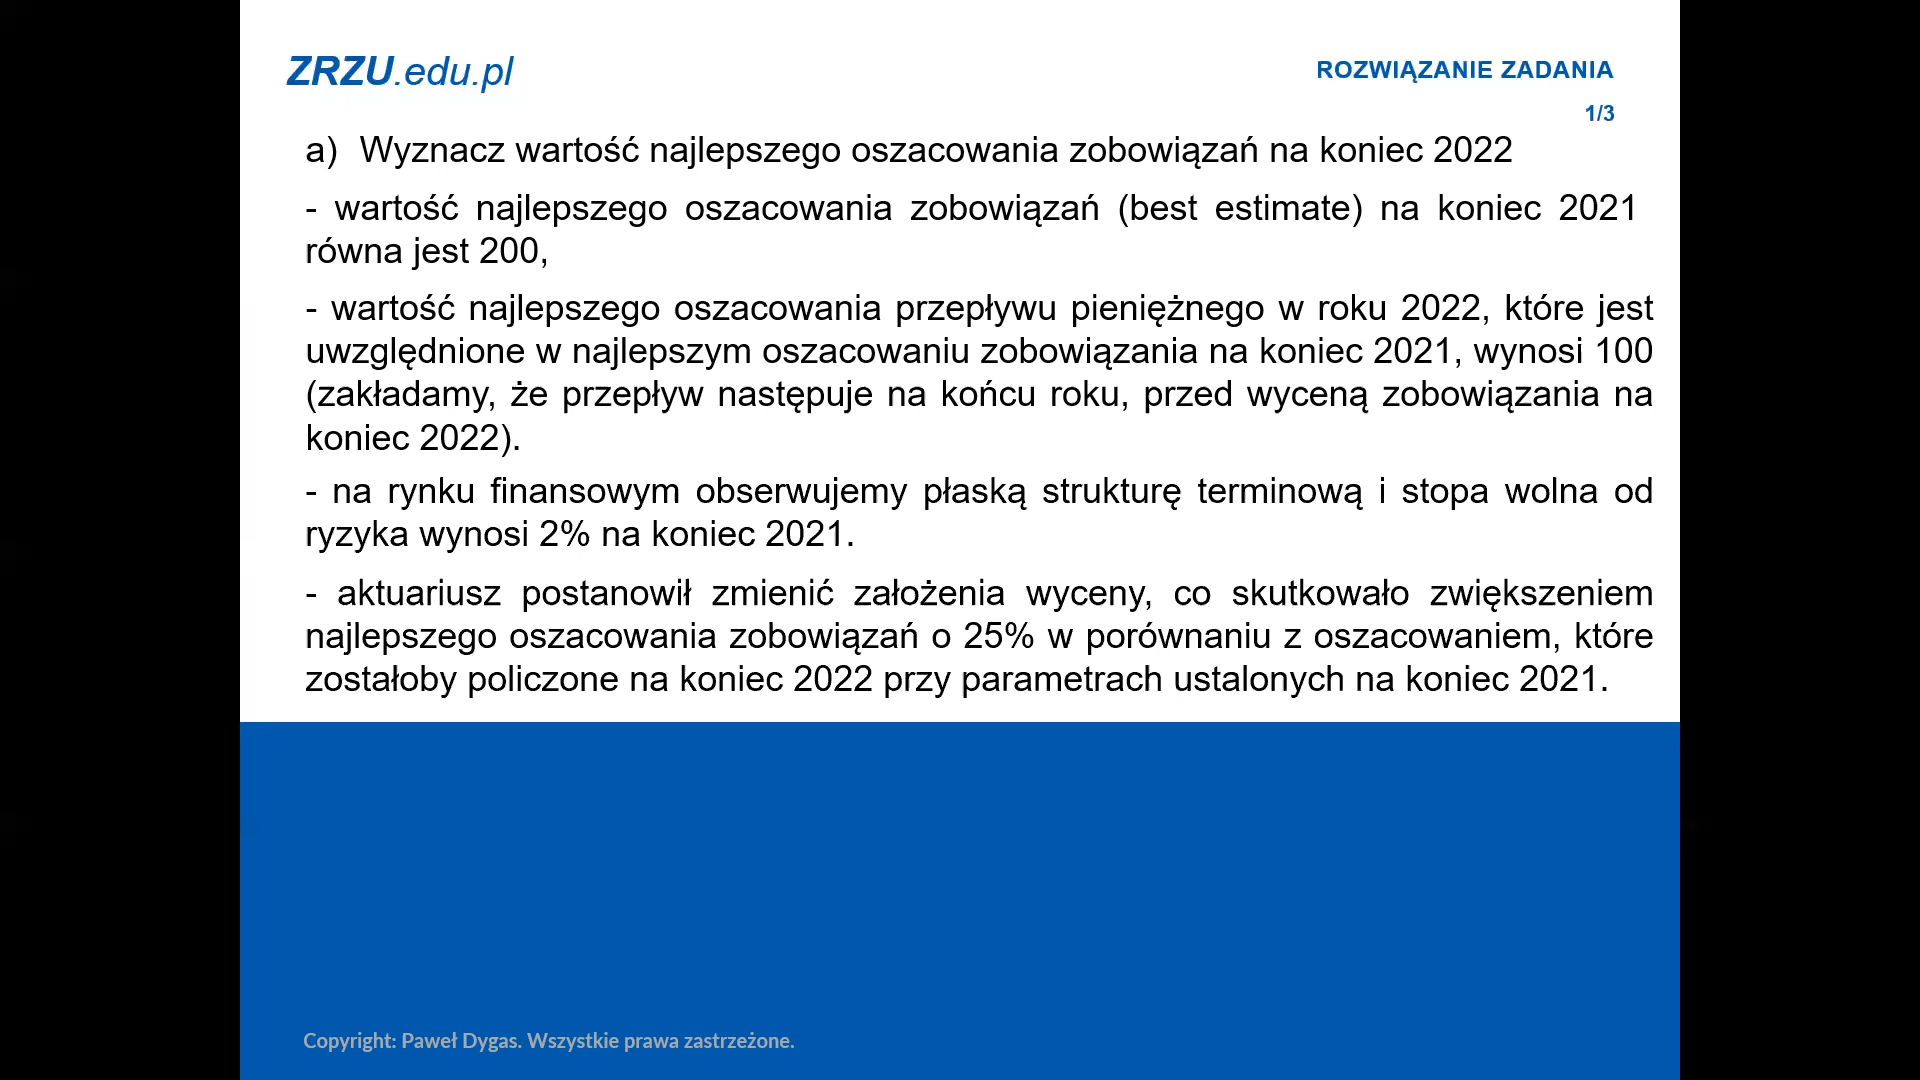 ZRZU.edu.pl
ROZWIĄZANIE ZADANIA
1/3
a) Wyznacz wartość najlepszego oszacowania zobowiązań na koniec 2022
- wartość najlepszego oszacowania zobowiązań (best estimate) na koniec 2021
równa jest 200,
- wartość najlepszego oszacowania przepływu pieniężnego w roku 2022, które jest
uwzględnione w najlepszym oszacowaniu zobowiązania na koniec 2021, wynosi 100
(zakładamy, że przepływ następuje na końcu roku, przed wyceną zobowiązania na
koniec 2022).
- na rynku finansowym obserwujemy płaską strukturę terminową i stopa wolna od
ryzyka wynosi 2% na koniec 2021.
- aktuariusz postanowił zmienić założenia wyceny, co skutkowało zwiększeniem
najlepszego oszacowania zobowiązań o 25% w porównaniu z oszacowaniem, które
zostałoby policzone na koniec 2022 przy parametrach ustalonych na koniec 2021.
Copyright: Paweł Dygas. Wszystkie prawa zastrzeżone.